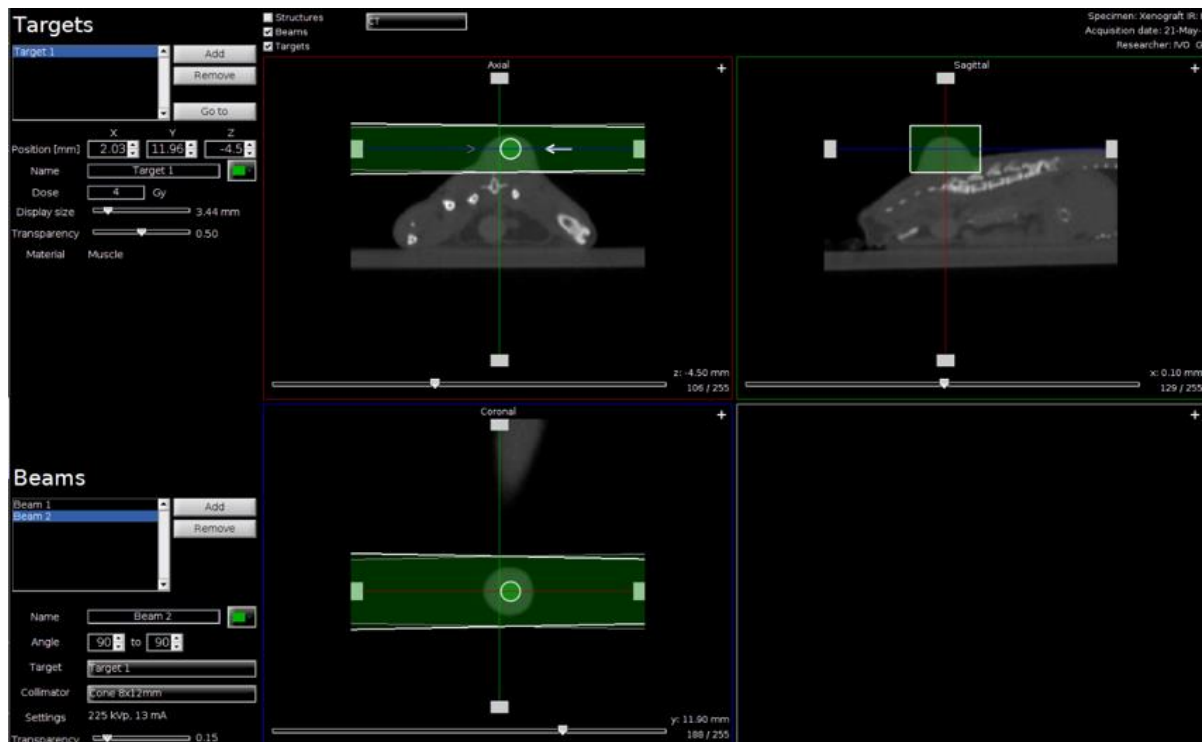 Targets
Target 1
Add
Remove
Go to
X Y Z
Position [mm] 2.03 11.96 -4.5
Name Target 1
Dose 4 Gy
Display size 3.44 mm
Transparency 0.50
Material Muscle
Beams
Beam 1
Beam 2
Add
Remove
Name Beam 2
Angle 90 to 90
Target Target 1
Collimator Cone 8x12mm
Settings 225 kVp, 13 mA
Transparency 0.15
Structures
Beams
Targets
CT
Specimen: Xenograft IR:
Acquisition date: 21-May-
Researcher: IVO
Axial
+
z: -4.50 mm
106 / 255
Sagittal
+
x: 0.10 mm
129 / 255
Coronal
+
y: 11.90 mm
188 / 255
+